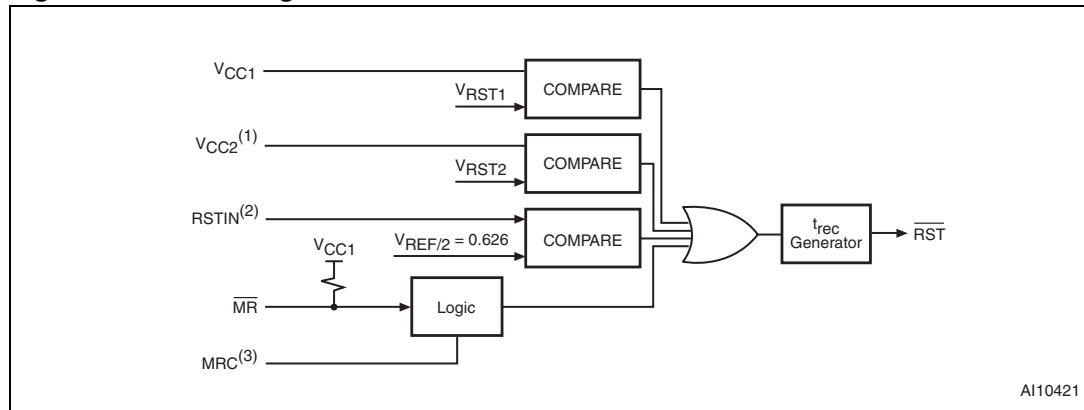 VCC1
VRST1
COMPARE
VCC2(1)
VRST2
COMPARE
RSTIN(2)
VREF/2 = 0.626
COMPARE
VCC1
MR
Logic
MRC(3)
trec
Generator
RST
AI10421